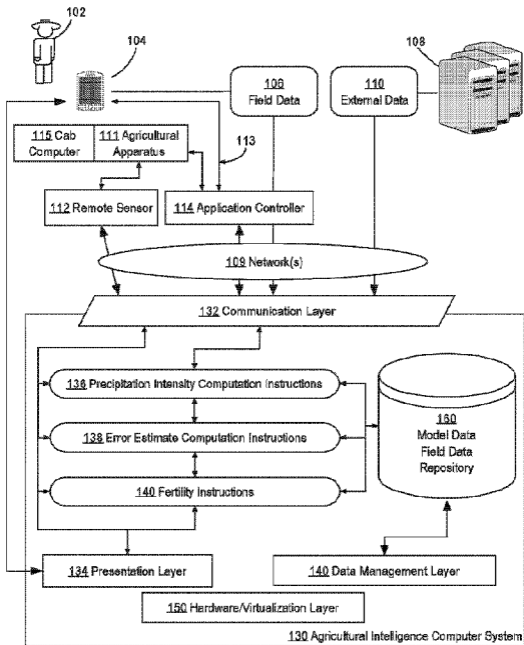 102
104
108
106
Field Data
110
External Data
115 Cab
Computer
111 Agricultural
Apparatus
113
112 Remote Sensor
114 Application Controller
109 Network(s)
132 Communication Layer
136 Precipitation Intensity Computation Instructions
138 Error Estimate Computation Instructions
140 Fertility Instructions
160
Model Data
Field Data
Repository
134 Presentation Layer
140 Data Management Layer
150 Hardware/Virtualization Layer
130 Agricultural Intelligence Computer System